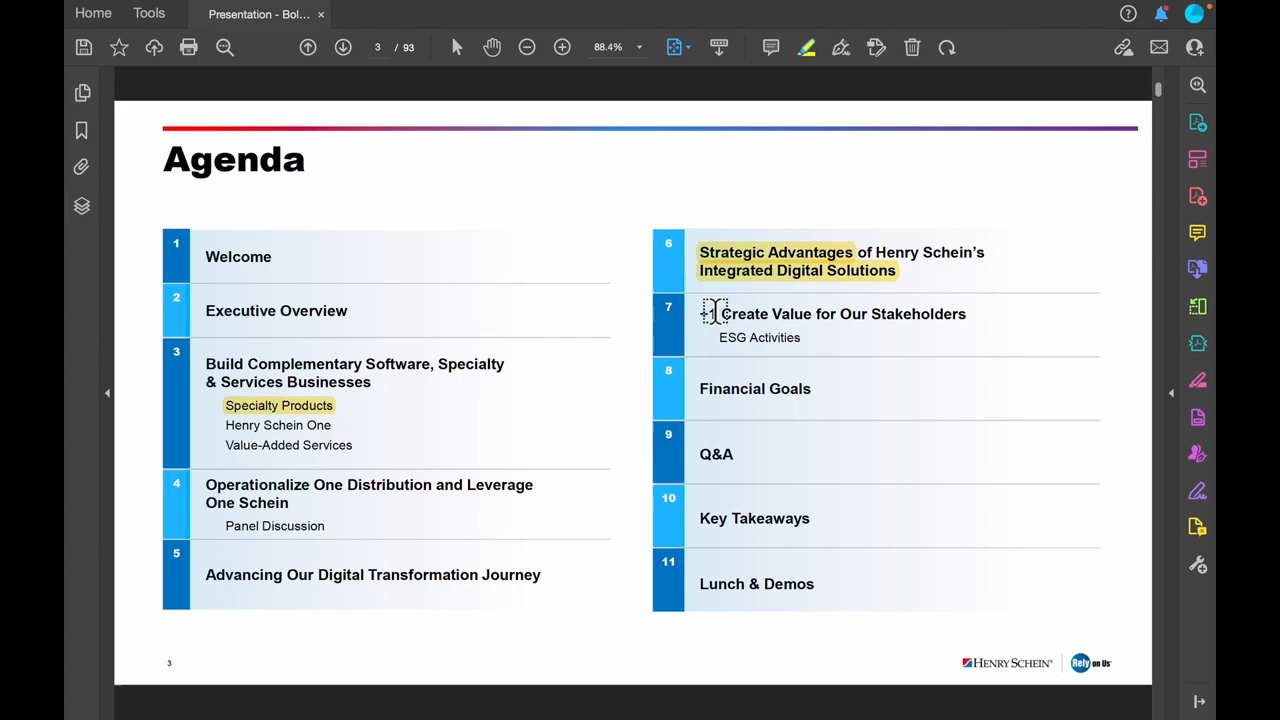 Home
Tools
Presentation - Bol... ×
3 / 93
88.4%
Agenda
1
Welcome
2
Executive Overview
3
Build Complementary Software, Specialty
& Services Businesses
Specialty Products
Henry Schein One
Value-Added Services
4
Operationalize One Distribution and Leverage
One Schein
Panel Discussion
5
Advancing Our Digital Transformation Journey
6
Strategic Advantages of Henry Schein's
Integrated Digital Solutions
7
+1 Create Value for Our Stakeholders
ESG Activities
8
Financial Goals
9
Q&A
10
Key Takeaways
11
Lunch & Demos
3
HENRY SCHEIN®
Rely on Us